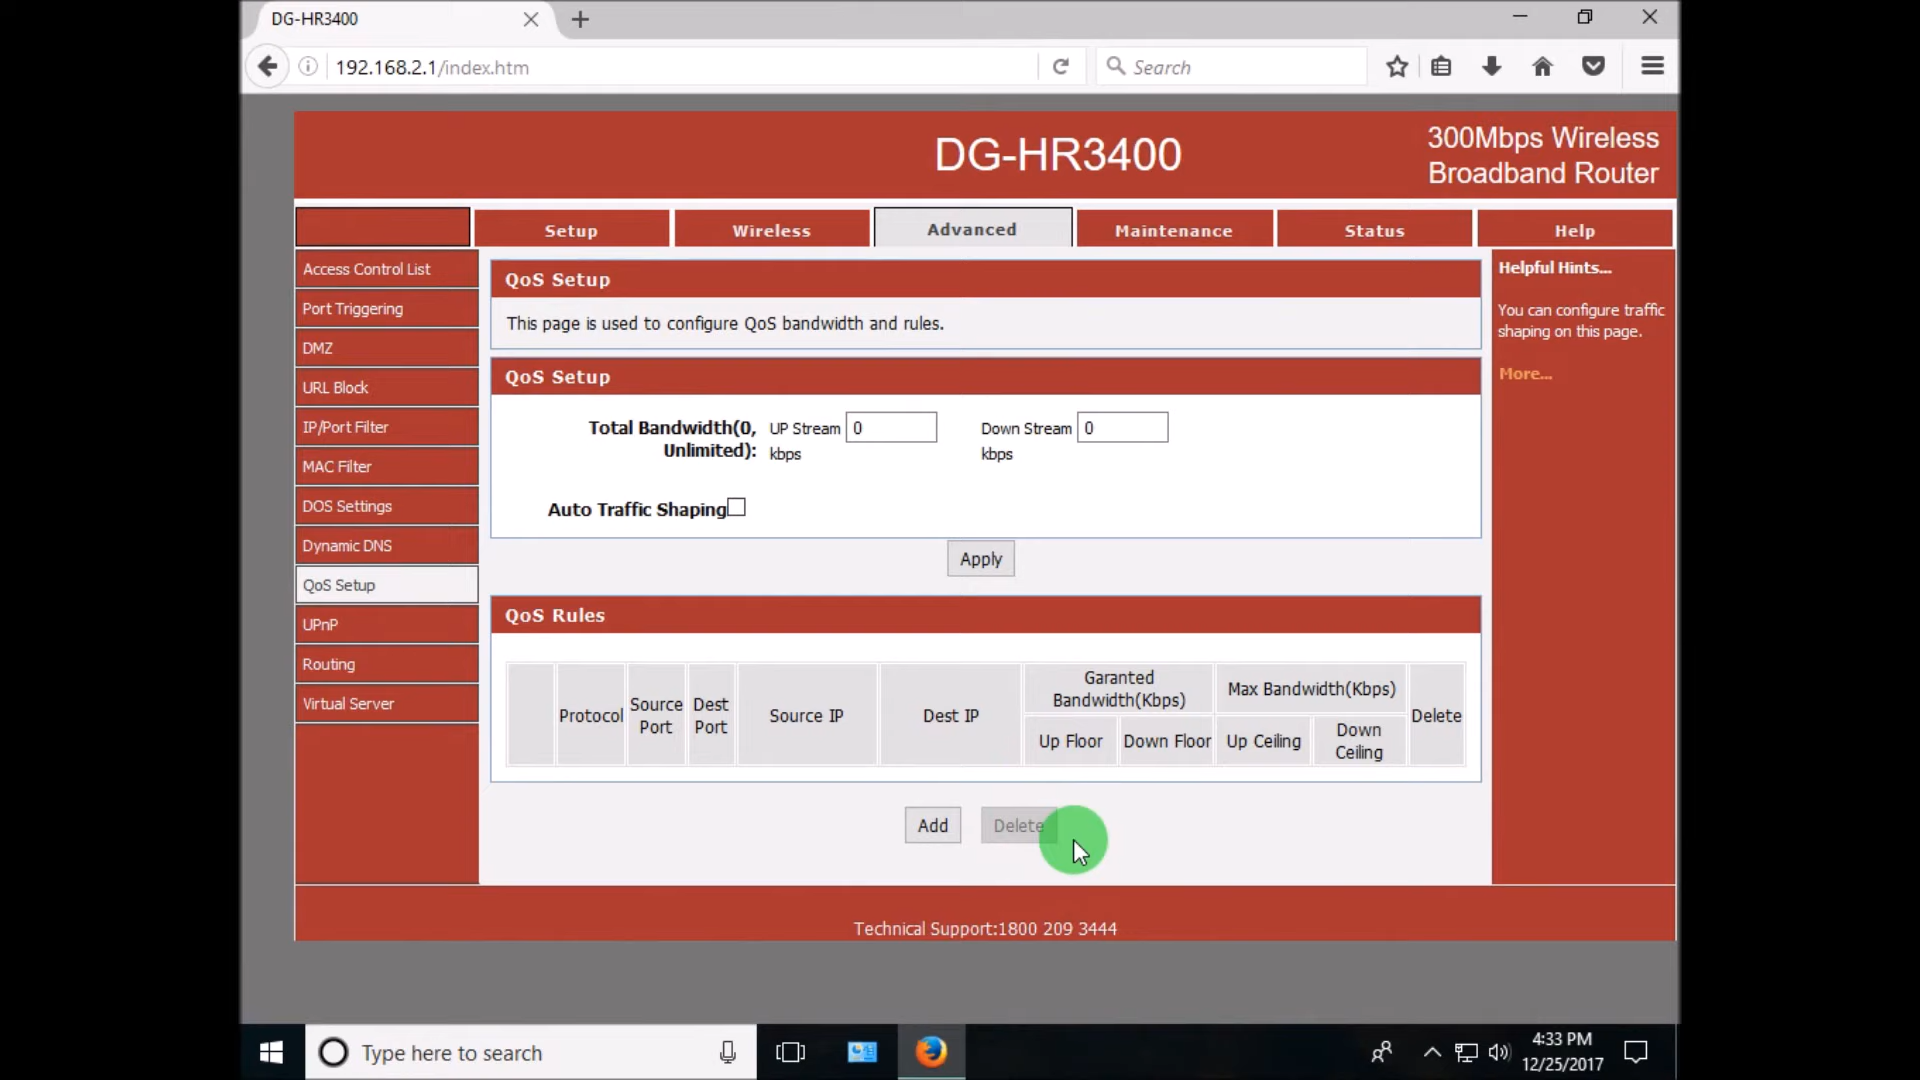 DG-HR3400
192.168.2.1/index.htm
Search
DG-HR3400
300Mbps Wireless
Broadband Router
Setup
Wireless
Advanced
Maintenance
Status
Help
Access Control List
Port Triggering
DMZ
URL Block
IP/Port Filter
MAC Filter
DOS Settings
Dynamic DNS
QoS Setup
UPnP
Routing
Virtual Server
QoS Setup
This page is used to configure QoS bandwidth and rules.
QoS Setup
Total Bandwidth(0,
Unlimited):
UP Stream 0
kbps
Down Stream 0
kbps
Auto Traffic Shaping
Apply
QoS Rules
Protocol
Source
Port
Dest
Port
Source IP
Dest IP
Garanted
Bandwidth(Kbps)
Max Bandwidth(Kbps)
Up Floor
Down Floor
Up Ceiling
Down
Ceiling
Delete
Add
Delete
Helpful Hints...
You can configure traffic
shaping on this page.
More...
Technical Support:1800 209 3444
Type here to search
4:33 PM
12/25/2017